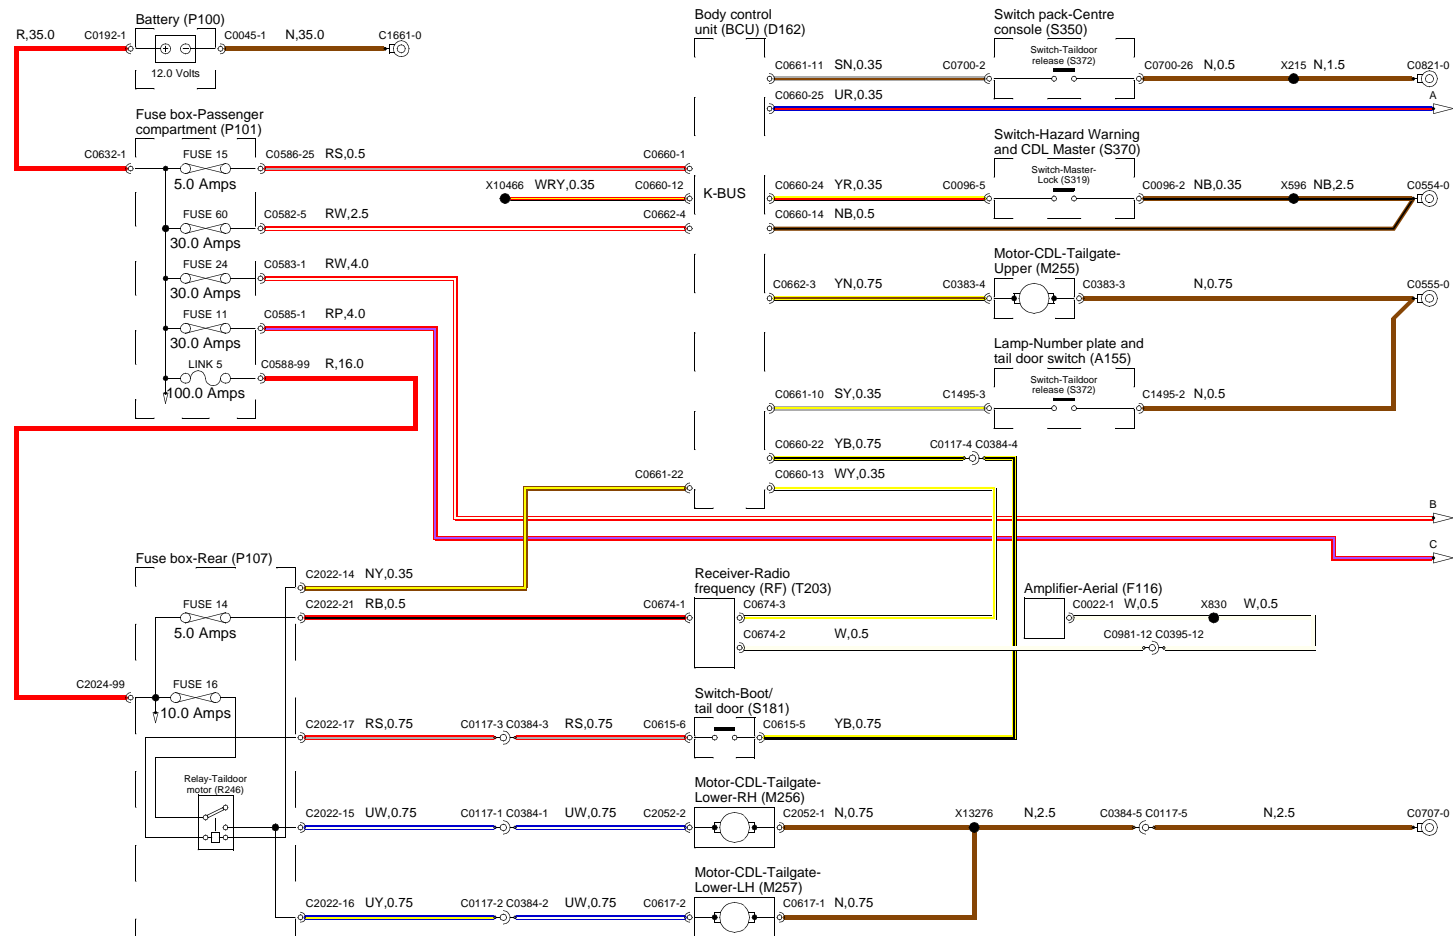 Battery (P100)
R,35.0
C0192-1
C0045-1
N,35.0
C1661-0
12.0 Volts
Fuse box-Passenger
compartment (P101)
C0632-1
FUSE 15
5.0 Amps
C0586-25
RS,0.5
C0660-1
X10466
WRY,0.35
C0660-12
FUSE 60
30.0 Amps
C0582-5
RW,2.5
C0662-4
FUSE 24
30.0 Amps
C0583-1
RW,4.0
FUSE 11
30.0 Amps
C0585-1
RP,4.0
LINK 5
100.0 Amps
C0588-99
R,16.0
Body control
unit (BCU) (D162)
K-BUS
C0661-11
SN,0.35
C0700-2
Switch pack-Centre
console (S350)
Switch-Taildoor
release (S372)
C0700-26
N,0.5
X215
N,1.5
C0821-0
C0660-25
UR,0.35
A
Switch-Hazard Warning
and CDL Master (S370)
Switch-Master-
Lock (S319)
C0660-24
YR,0.35
C0096-5
C0096-2
NB,0.35
X596
NB,2.5
C0554-0
C0660-14
NB,0.5
Motor-CDL-Tailgate-
Upper (M255)
C0662-3
YN,0.75
C0383-4
C0383-3
N,0.75
C0555-0
Lamp-Number plate and
tail door switch (A155)
Switch-Taildoor
release (S372)
C0661-10
SY,0.35
C1495-3
C1495-2
N,0.5
C0660-22
YB,0.75
C0117-4
C0384-4
C0661-22
C0660-13
WY,0.35
B
C
Fuse box-Rear (P107)
C2022-14
NY,0.35
FUSE 14
5.0 Amps
C2022-21
RB,0.5
C0674-1
Receiver-Radio
frequency (RF) (T203)
C0674-3
C0674-2
W,0.5
Amplifier-Aerial (F116)
C0022-1
W,0.5
X830
W,0.5
C0981-12
C0395-12
C2024-99
FUSE 16
10.0 Amps
C2022-17
RS,0.75
C0117-3
C0384-3
RS,0.75
C0615-6
Switch-Boot/
tail door (S181)
C0615-5
YB,0.75
Relay-Taildoor
motor (R246)
C2022-15
UW,0.75
C0117-1
C0384-1
UW,0.75
C2052-2
Motor-CDL-Tailgate-
Lower-RH (M256)
C2052-1
N,0.75
X13276
N,2.5
C0384-5
C0117-5
N,2.5
C0707-0
C2022-16
UY,0.75
C0117-2
C0384-2
UW,0.75
C0617-2
Motor-CDL-Tailgate-
Lower-LH (M257)
C0617-1
N,0.75